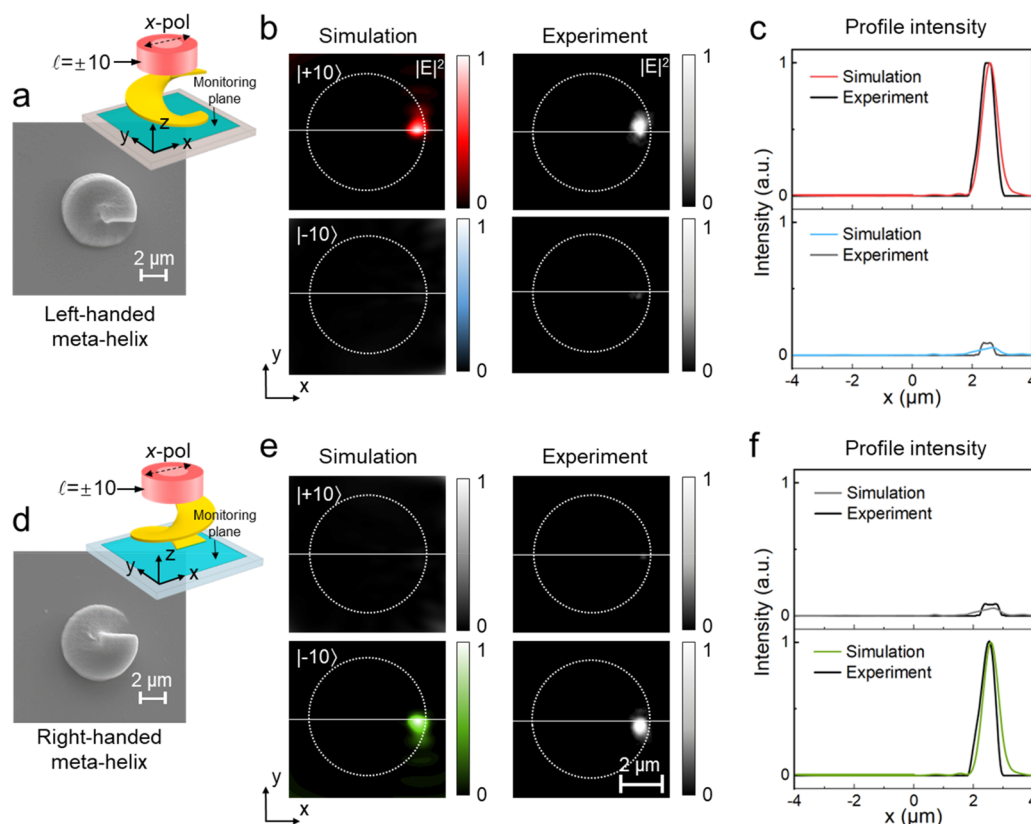 a
x-pol
ℓ=±10
Monitoring
plane
z
y
x
2 µm
Left-handed
meta-helix
b
Simulation
Experiment
|+10⟩
|E|²
1
0
|E|²
1
0
|-10⟩
1
0
1
0
y
x
c
Profile intensity
Simulation
Experiment
1
0
Simulation
Experiment
1
0
Intensity (a.u.)
-4
-2
0
2
4
x (µm)
d
x-pol
ℓ=±10
Monitoring
plane
z
y
x
2 µm
Right-handed
meta-helix
e
Simulation
Experiment
|+10⟩
1
0
1
0
|-10⟩
1
0
2 µm
1
0
y
x
f
Profile intensity
Simulation
Experiment
1
0
Simulation
Experiment
1
0
Intensity (a.u.)
-4
-2
0
2
4
x (µm)